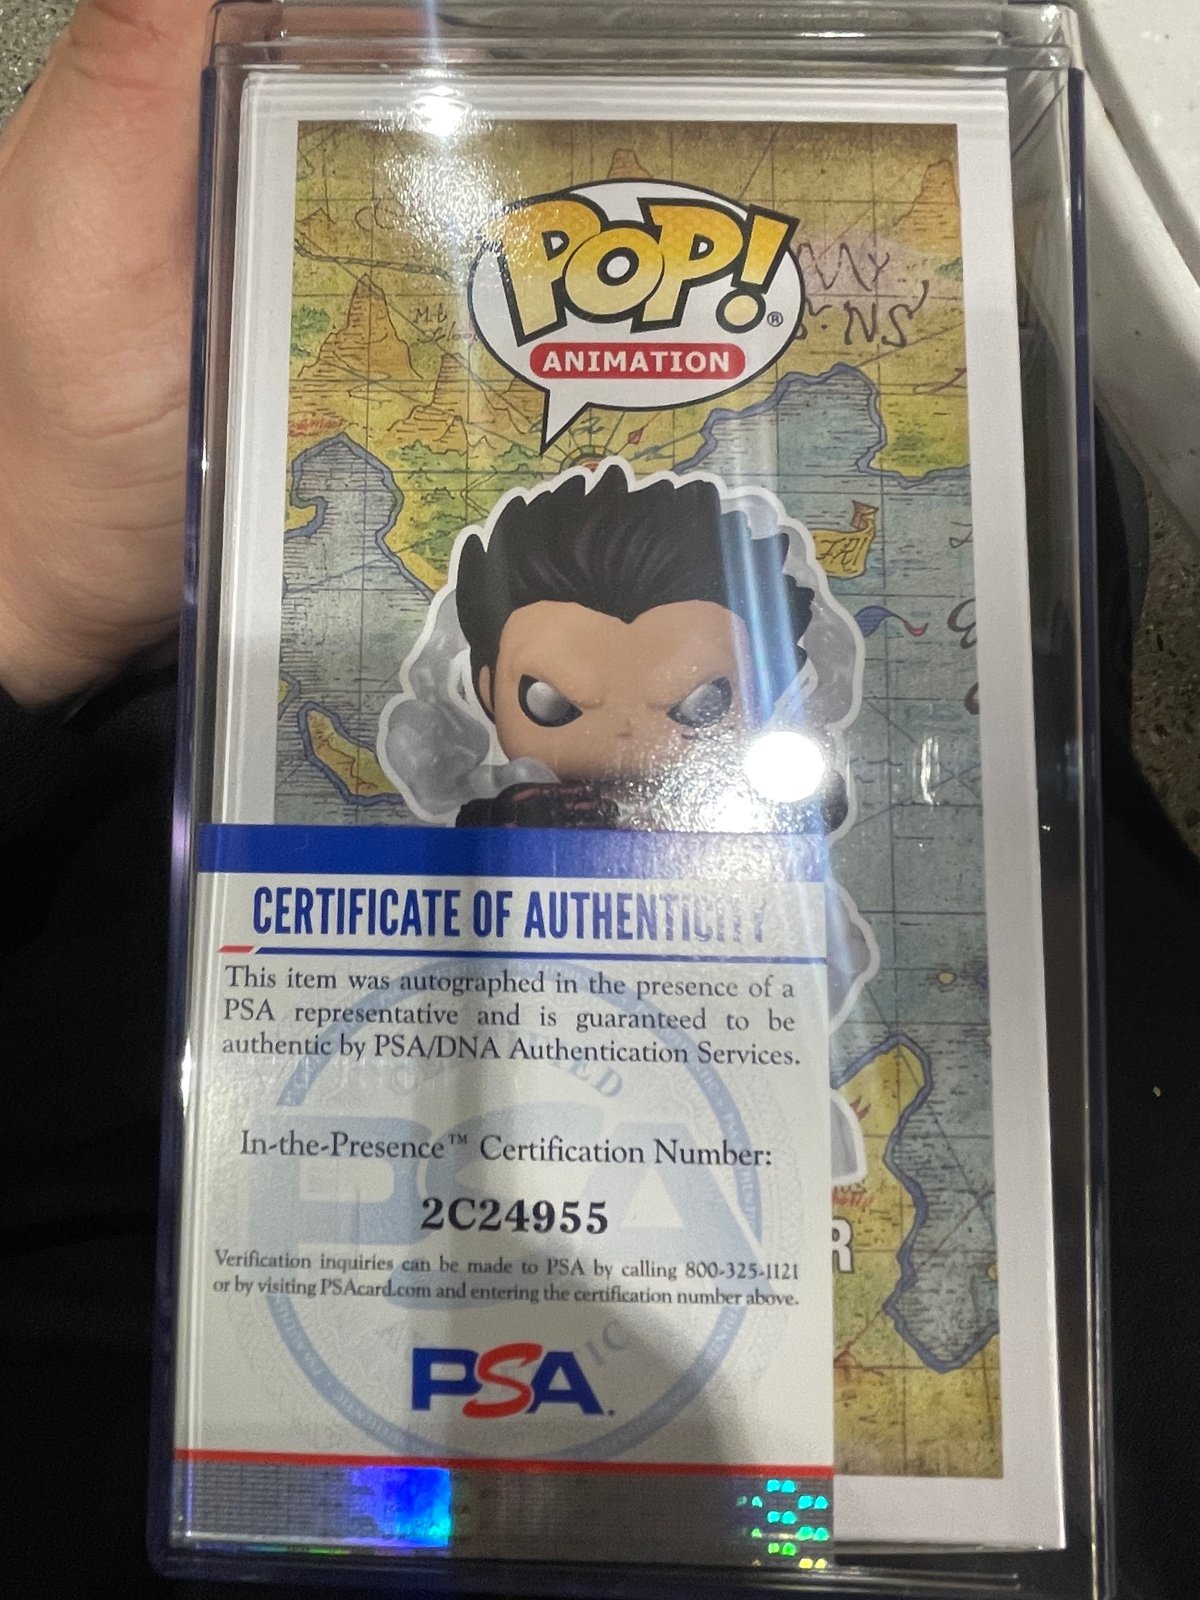 POP!®
ANIMATION
CERTIFICATE OF AUTHENTICITY
This item was autographed in the presence of a
PSA representative and is guaranteed to be
authentic by PSA/DNA Authentication Services.
In-the-Presence™ Certification Number:
2C24955
Verification inquiries can be made to PSA by calling 800-325-1121
or by visiting PSAcard.com and entering the certification number above.
PSA